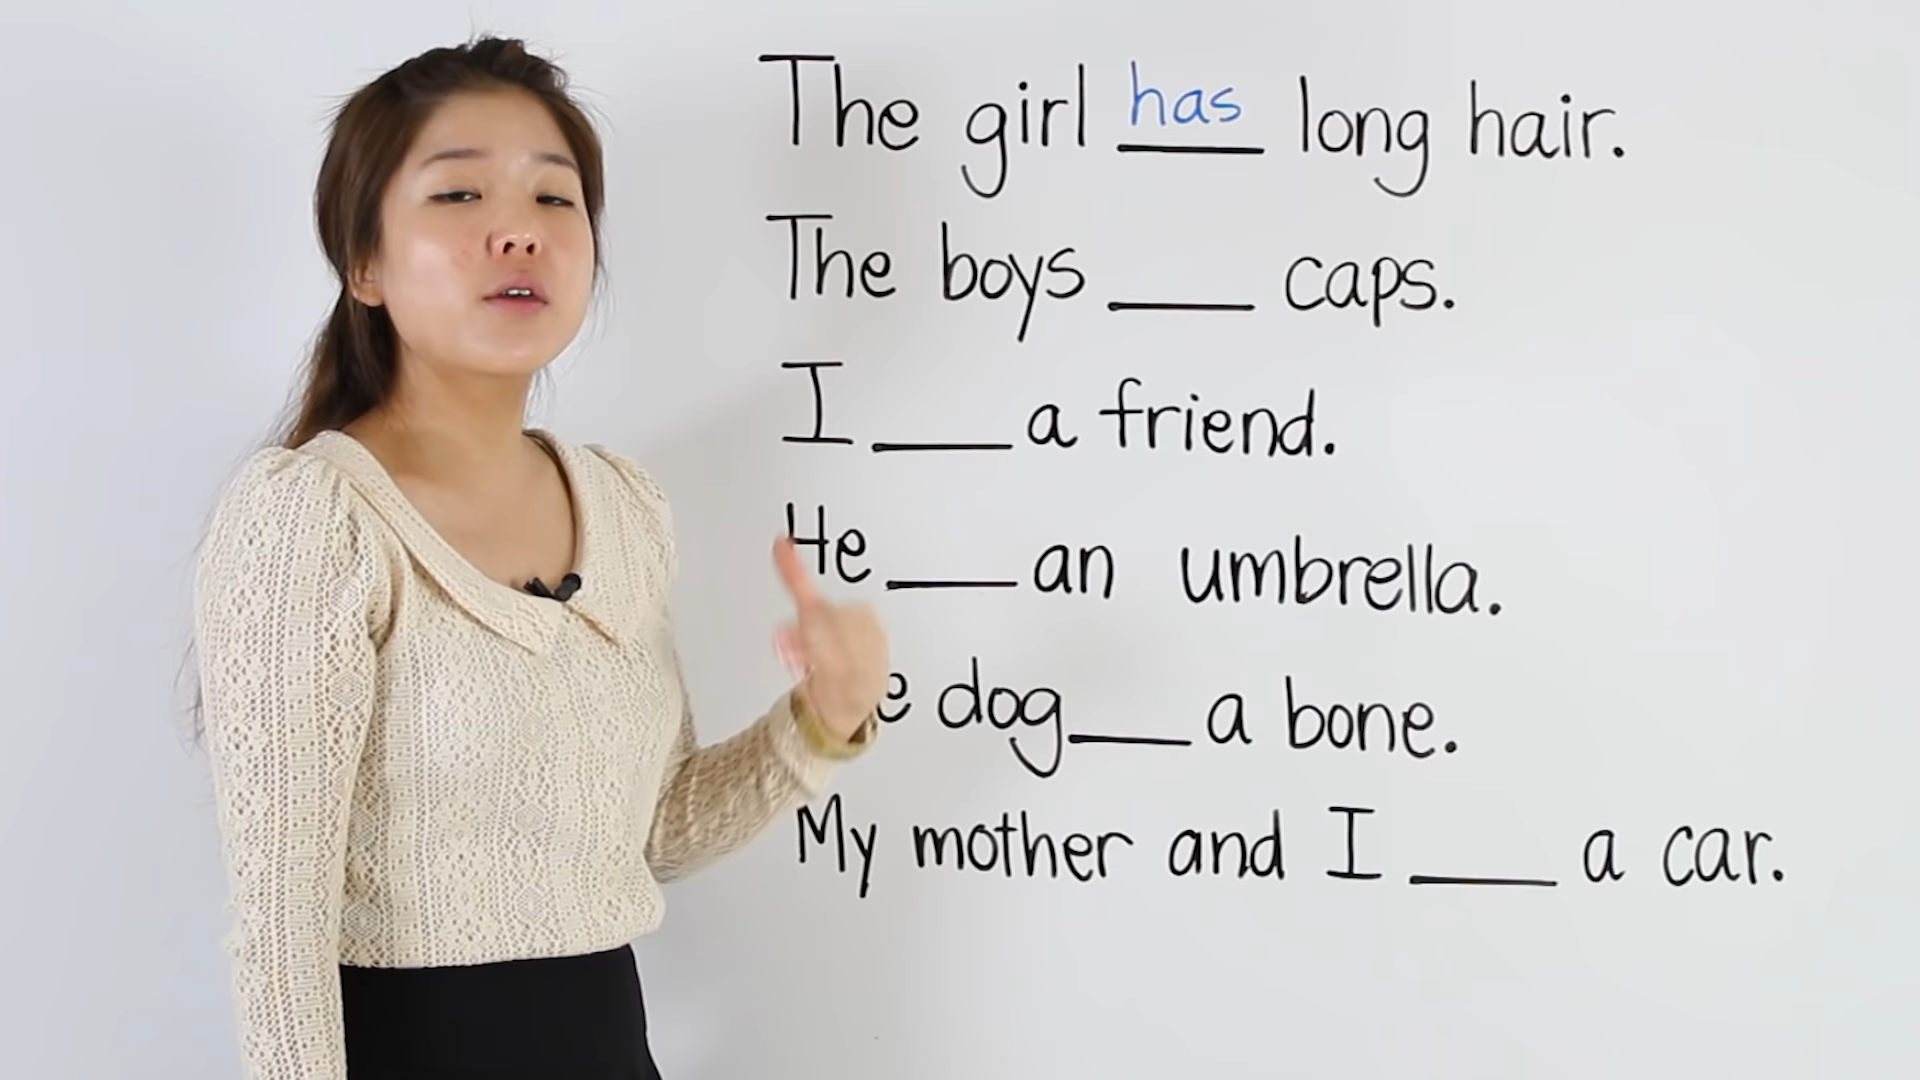 The girl has long hair.
The boys ___ caps.
I ___ a friend.
He ___ an umbrella.
dog ___ a bone.
My mother and I ___ a car.